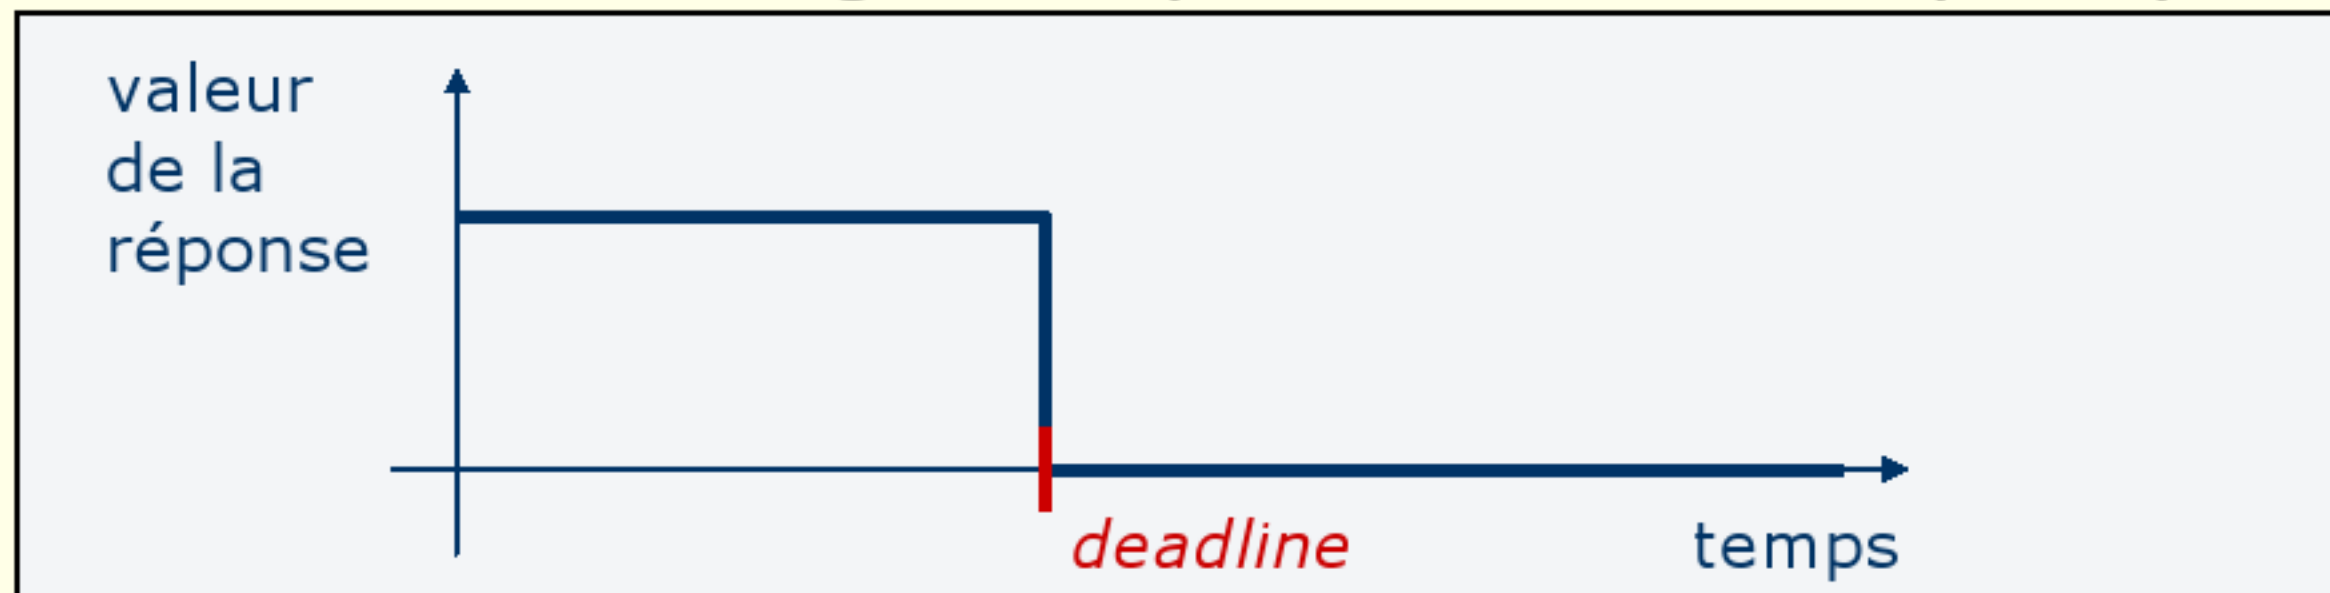 valeur
de la
réponse
deadline
temps